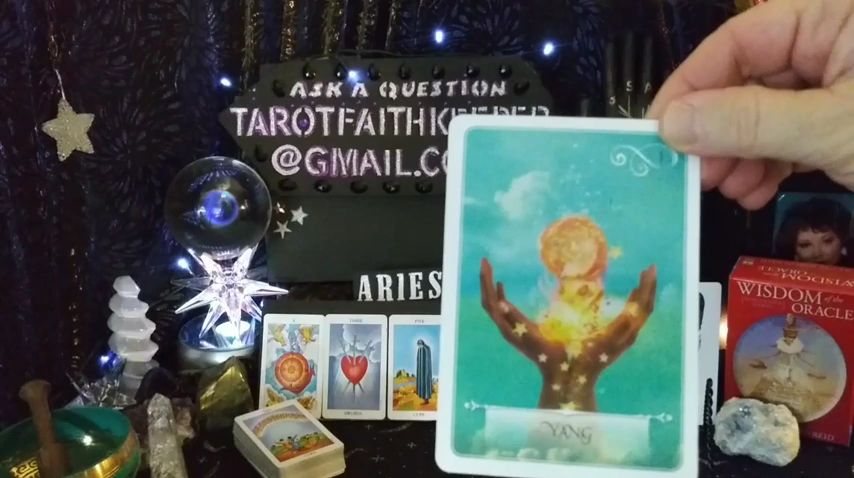 ASK A QUESTION
TAROTFAITHKEEPER
@GMAIL.CO
ARIES
YANG
WISDOM of the
ORACLE
THREE
SWORDS
FIVE
CUPS